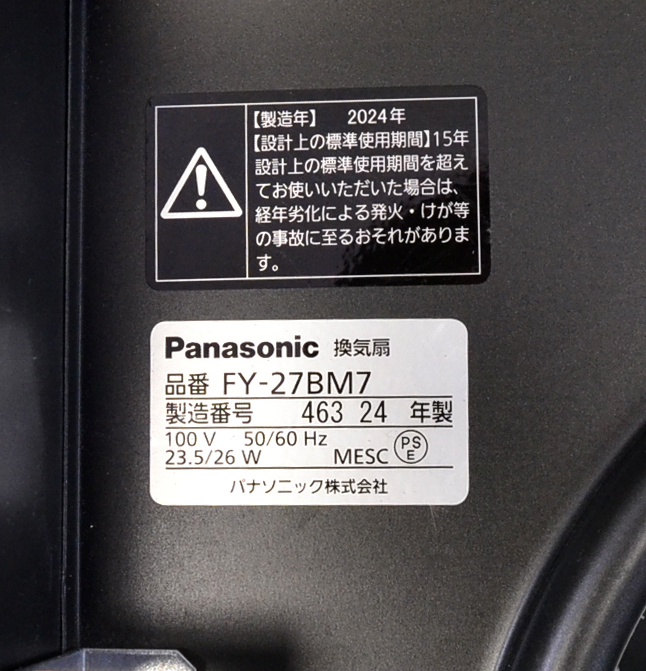 【製造年】 2024年
【設計上の標準使用期間】15年
設計上の標準使用期間を超え
てお使いいただいた場合は、
経年劣化による発火・けが等
の事故に至るおそれがありま
す。
Panasonic 換気扇
品番 FY-27BM7
製造番号 463 24 年製
100 V 50/60 Hz
23.5/26 W MESC PSE
パナソニック株式会社